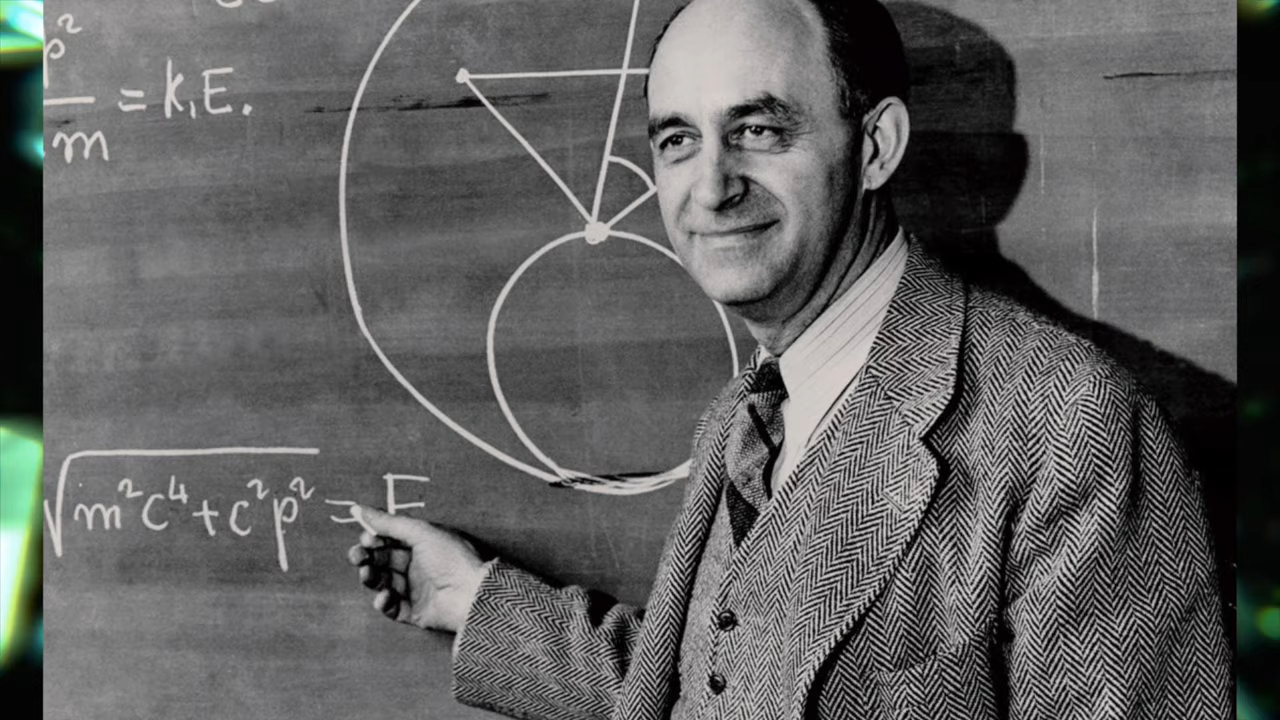 p²
— = k,E.
m
√m²c⁴+c²p² = E